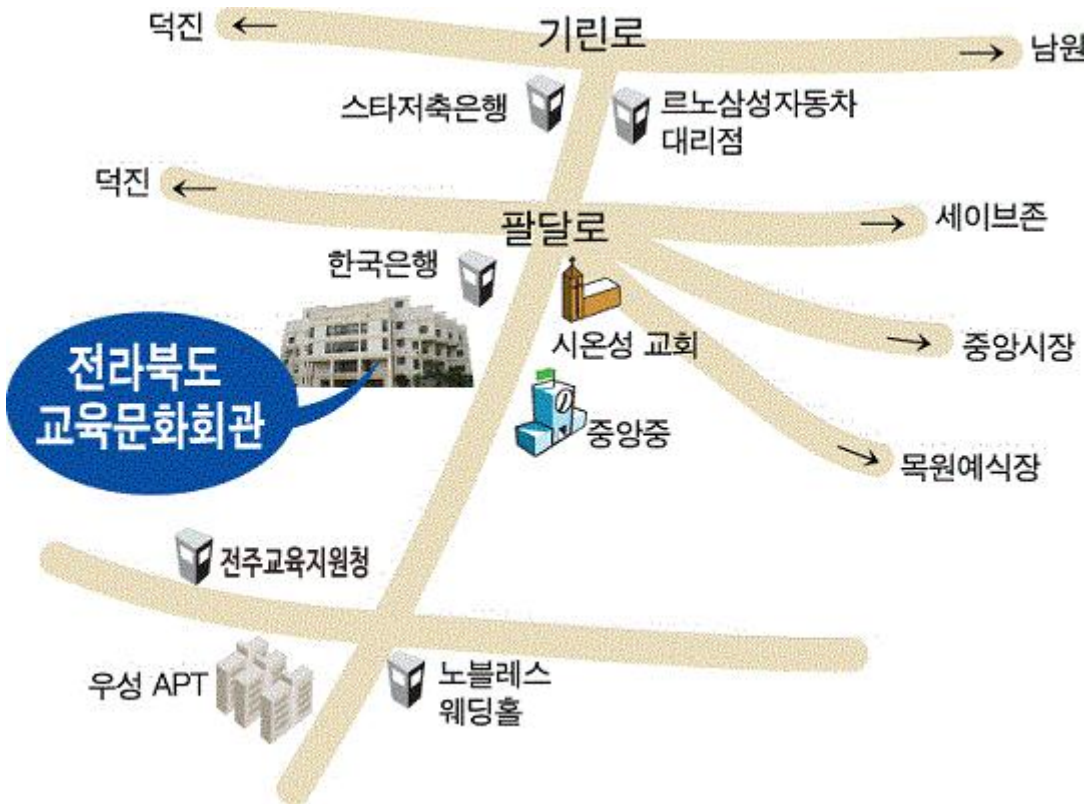 덕진
기린로
남원
스타저축은행
르노삼성자동차
대리점
덕진
팔달로
세이브존
한국은행
전라북도
교육문화회관
시온성 교회
중앙시장
중앙중
목원예식장
전주교육지원청
우성 APT
노블레스
웨딩홀